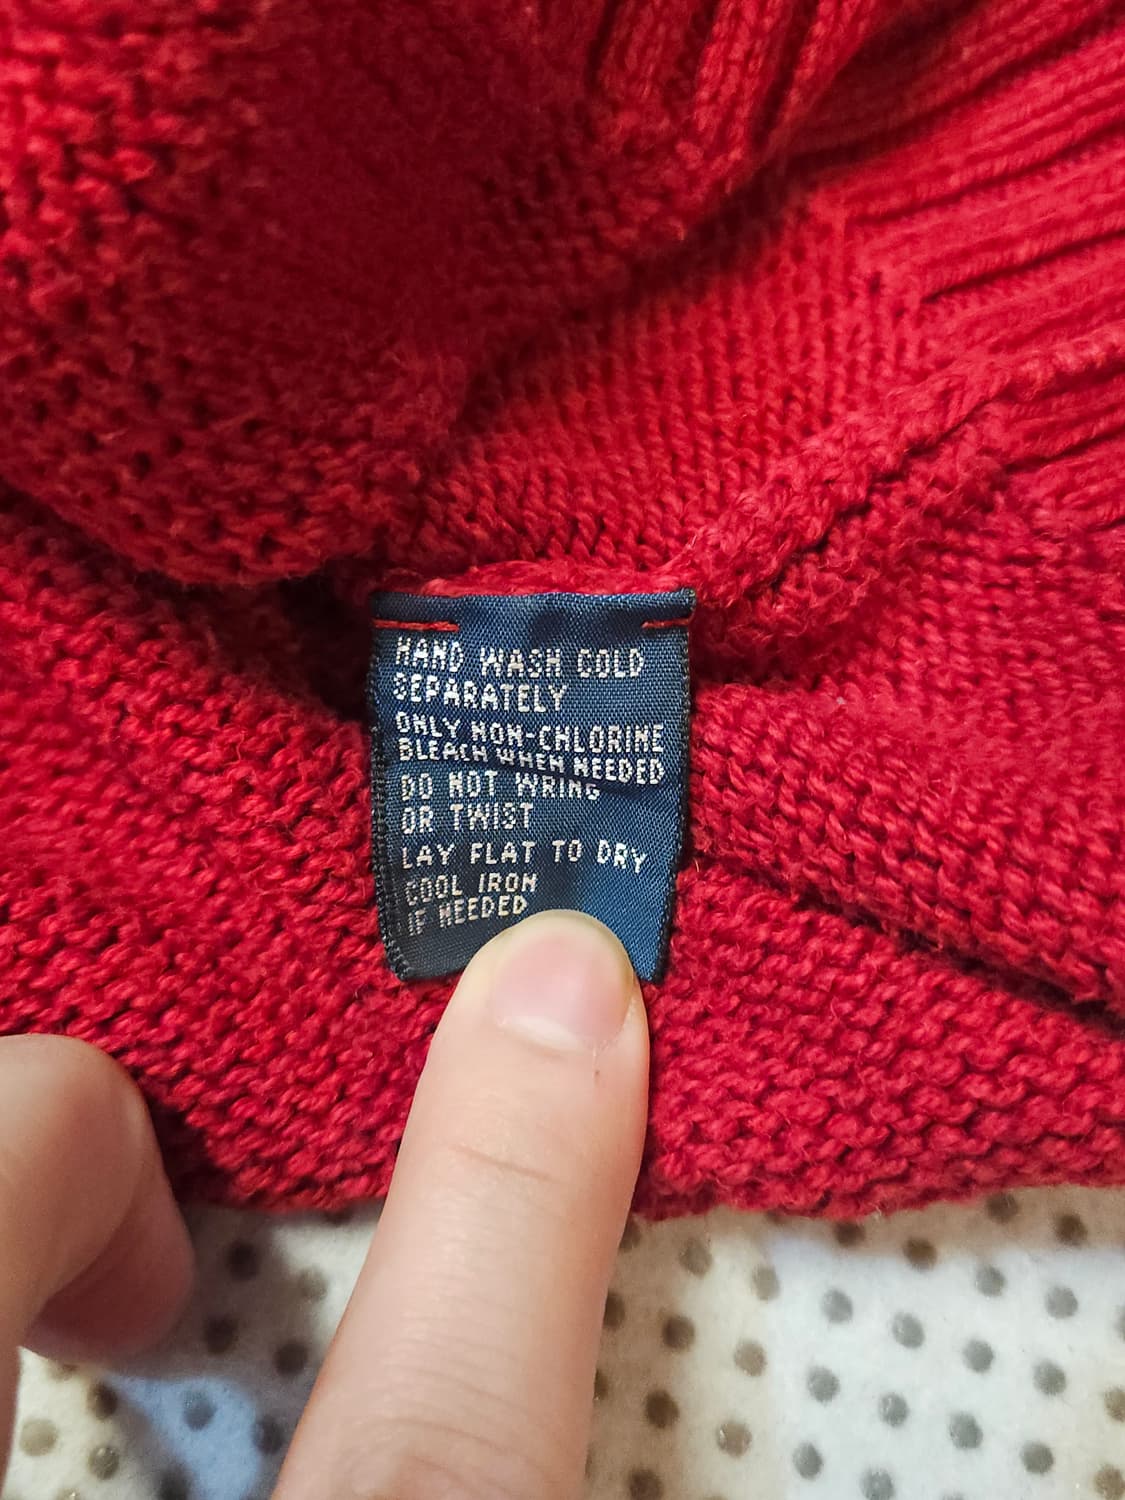 HAND WASH COLD
SEPARATELY
ONLY NON-CHLORINE
BLEACH WHEN NEEDED
DO NOT WRING
OR TWIST
LAY FLAT TO DRY
COOL IRON
IF NEEDED